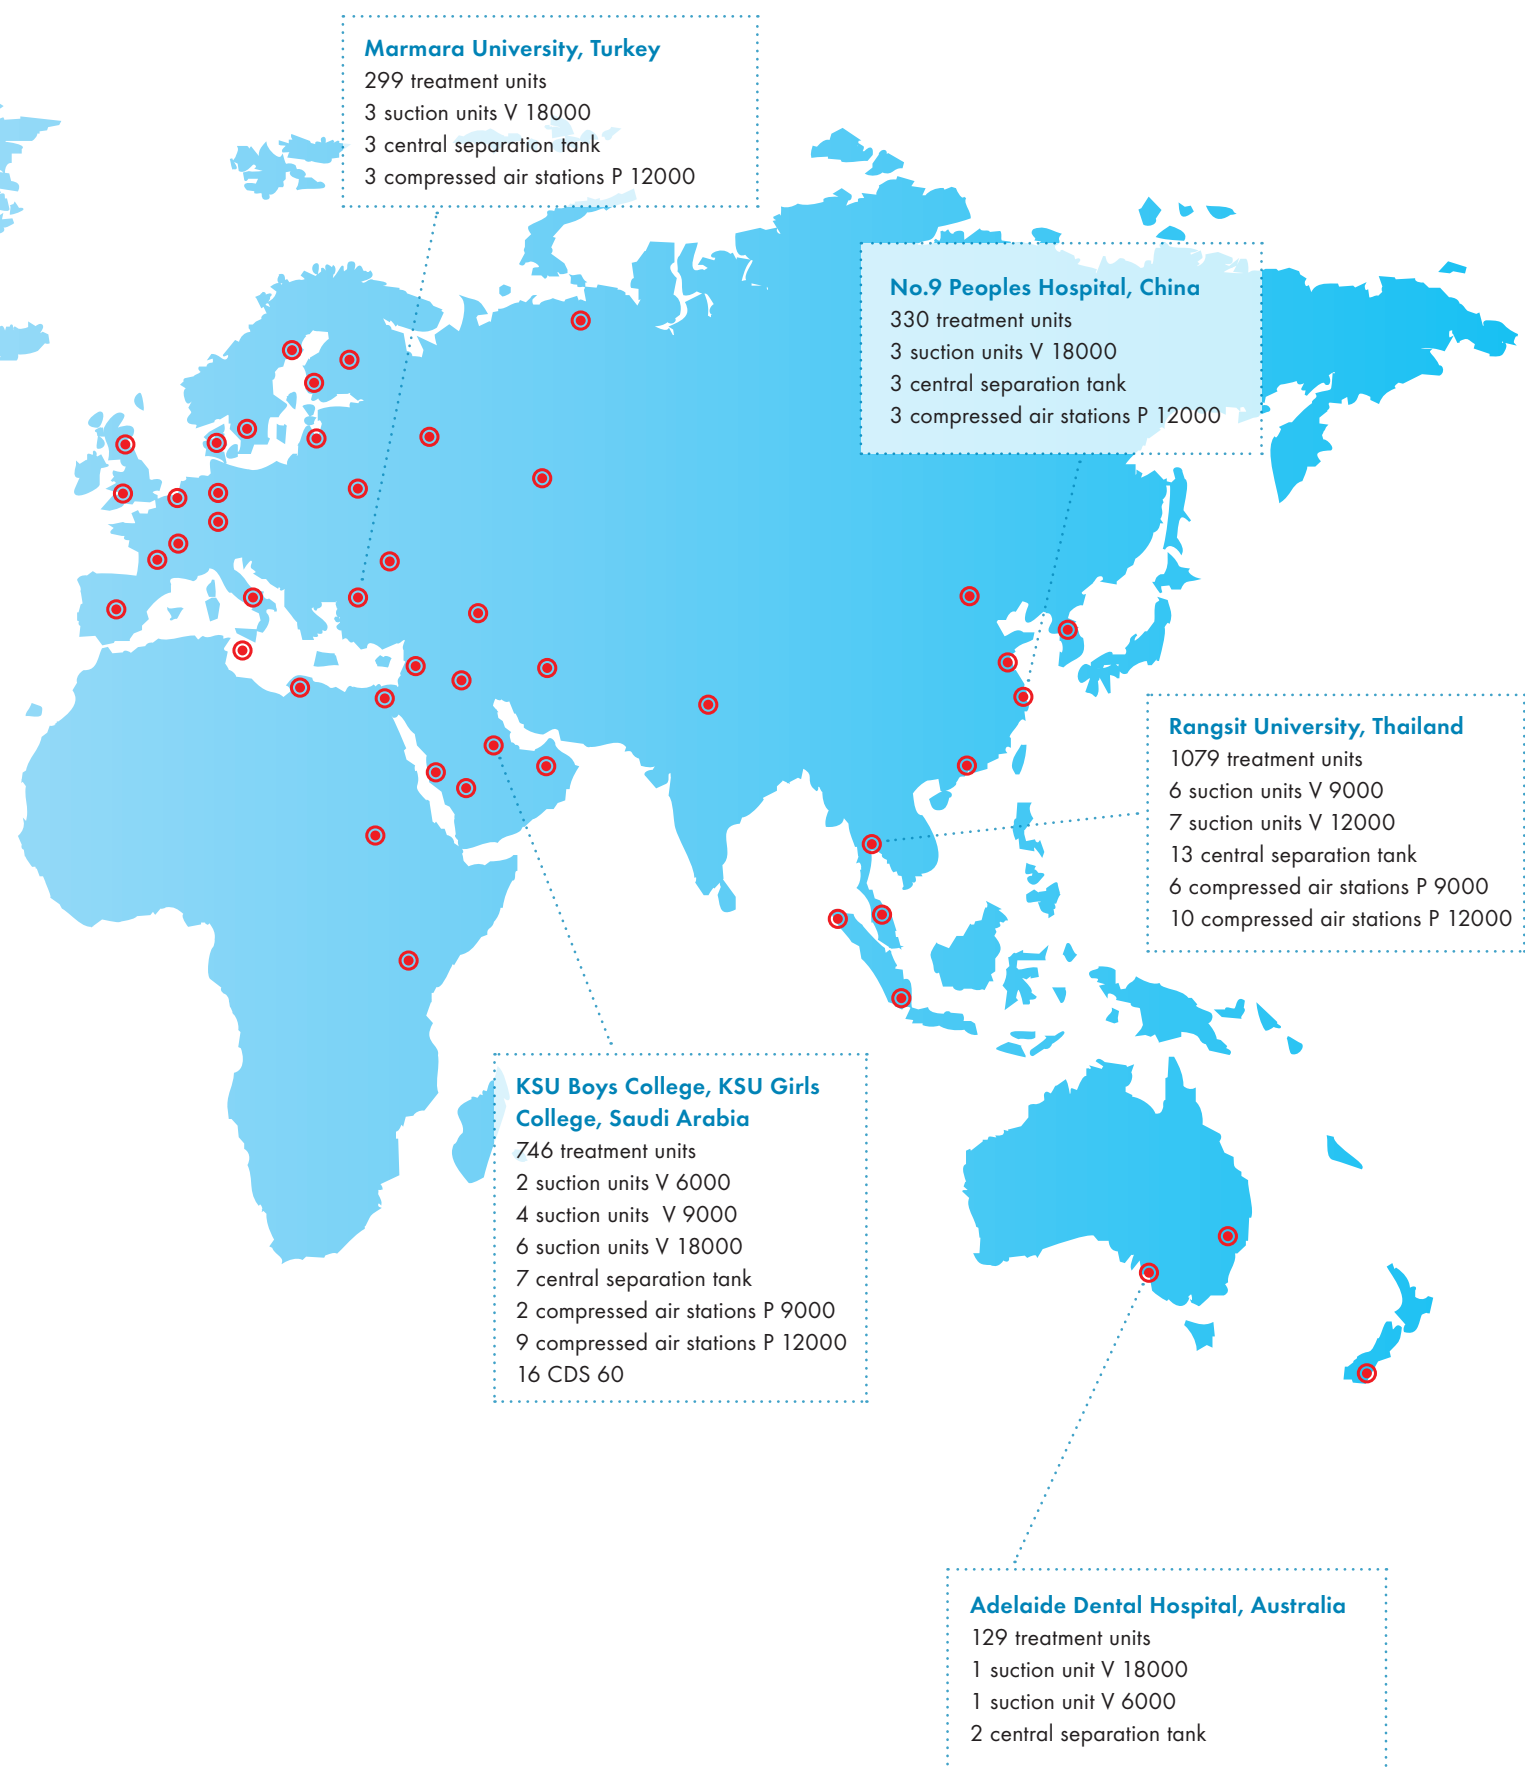 Marmara University, Turkey
299 treatment units
3 suction units V 18000
3 central separation tank
3 compressed air stations P 12000
No.9 Peoples Hospital, China
330 treatment units
3 suction units V 18000
3 central separation tank
3 compressed air stations P 12000
Rangsit University, Thailand
1079 treatment units
6 suction units V 9000
7 suction units V 12000
13 central separation tank
6 compressed air stations P 9000
10 compressed air stations P 12000
KSU Boys College, KSU Girls
College, Saudi Arabia
746 treatment units
2 suction units V 6000
4 suction units  V 9000
6 suction units V 18000
7 central separation tank
2 compressed air stations P 9000
9 compressed air stations P 12000
16 CDS 60
Adelaide Dental Hospital, Australia
129 treatment units
1 suction unit V 18000
1 suction unit V 6000
2 central separation tank